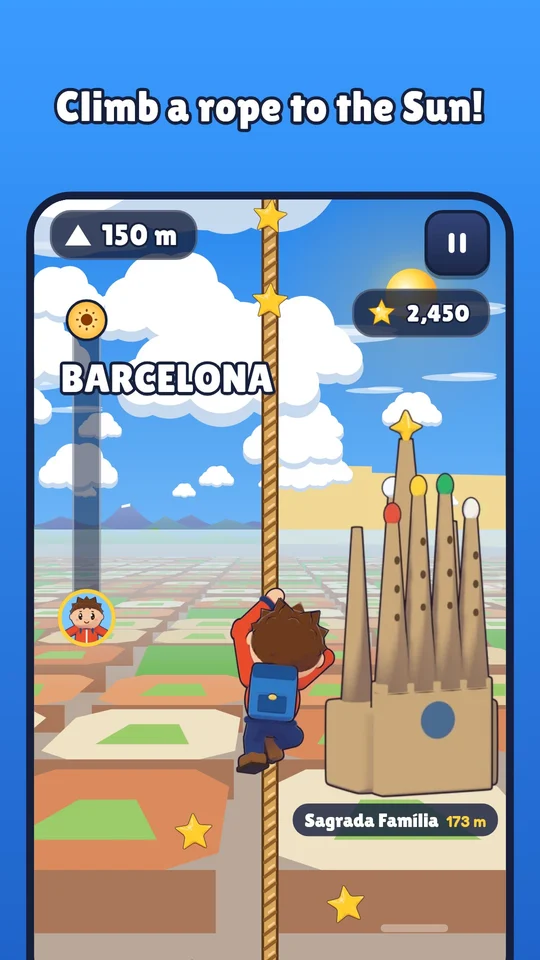 Climb a rope to the Sun!
150 m
2,450
BARCELONA
Sagrada Família 173 m